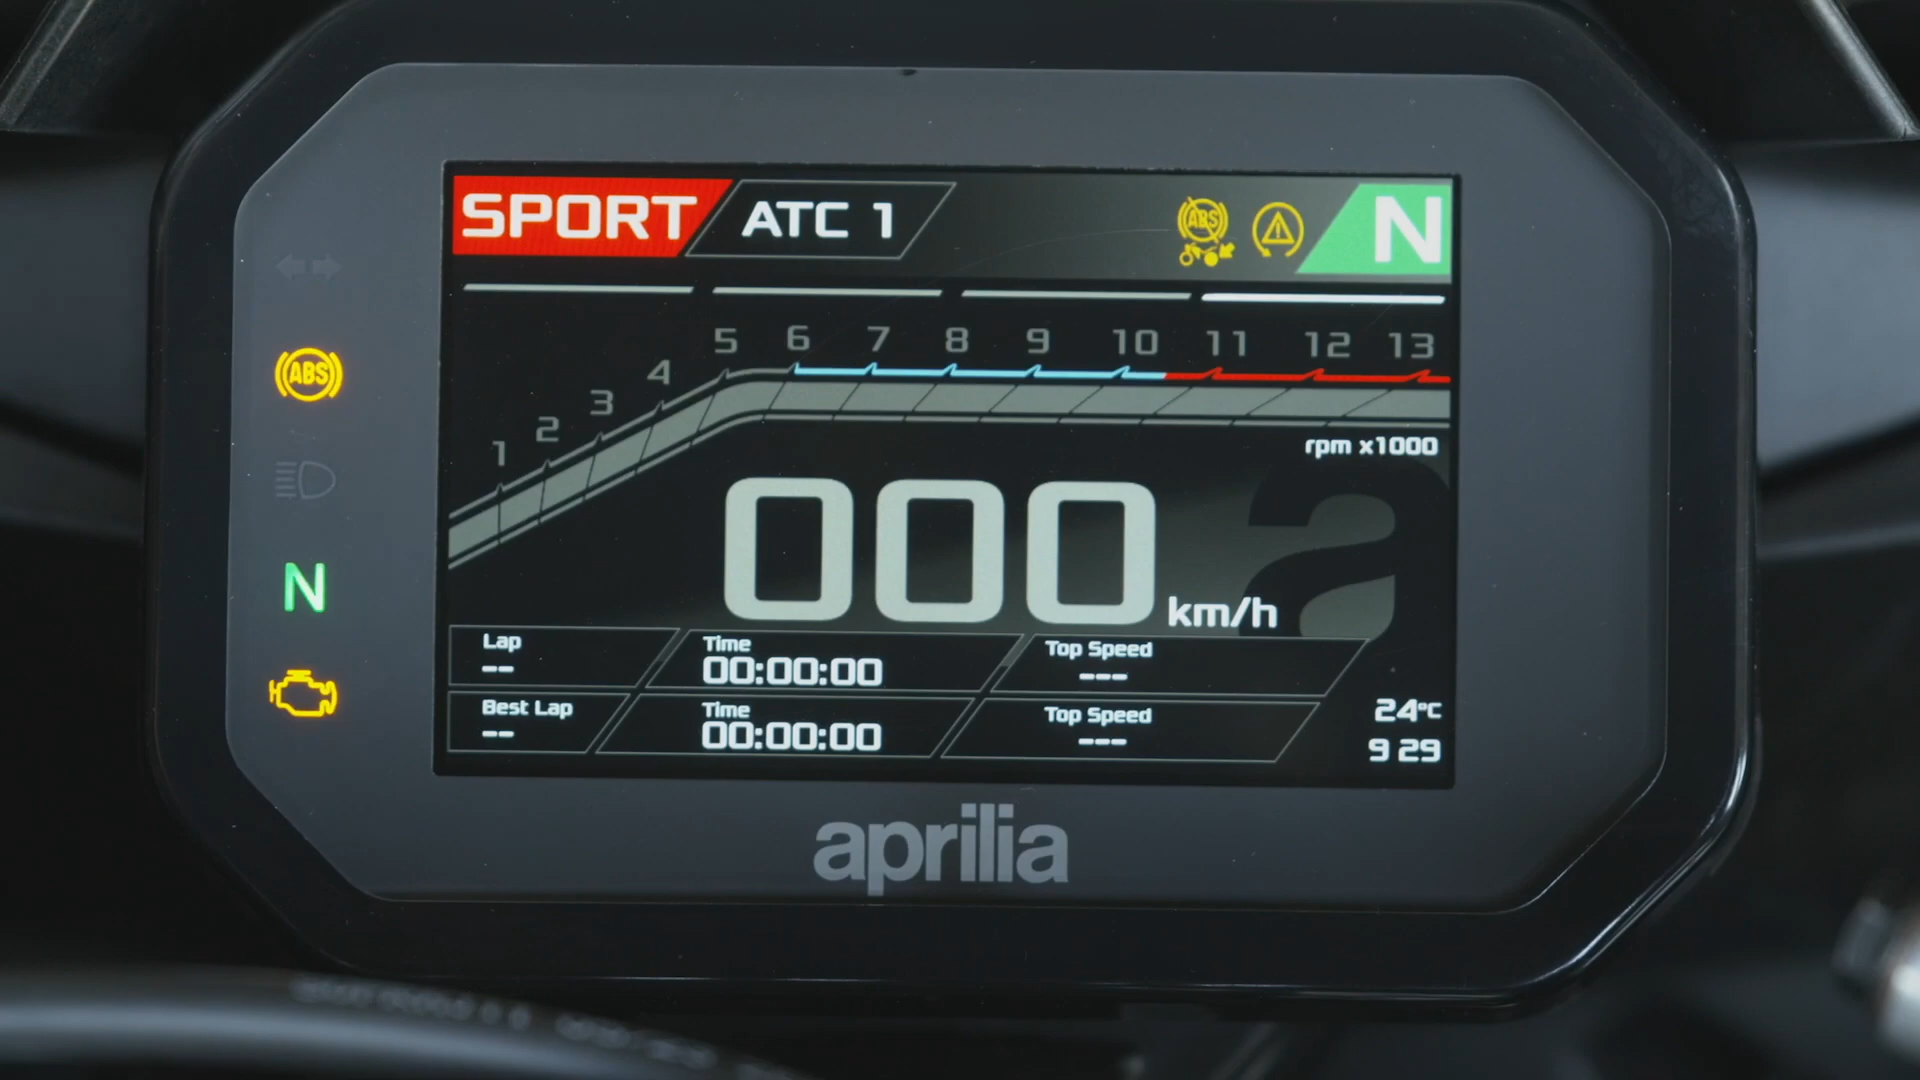 SPORT ATC 1 ABS N
1 2 3 4 5 6 7 8 9 10 11 12 13
rpm x1000
ABS
N
000 km/h
Lap Time Top Speed
-- 00:00:00 ---
Best Lap Time Top Speed
-- 00:00:00 ---
24°C
9 29
aprilia